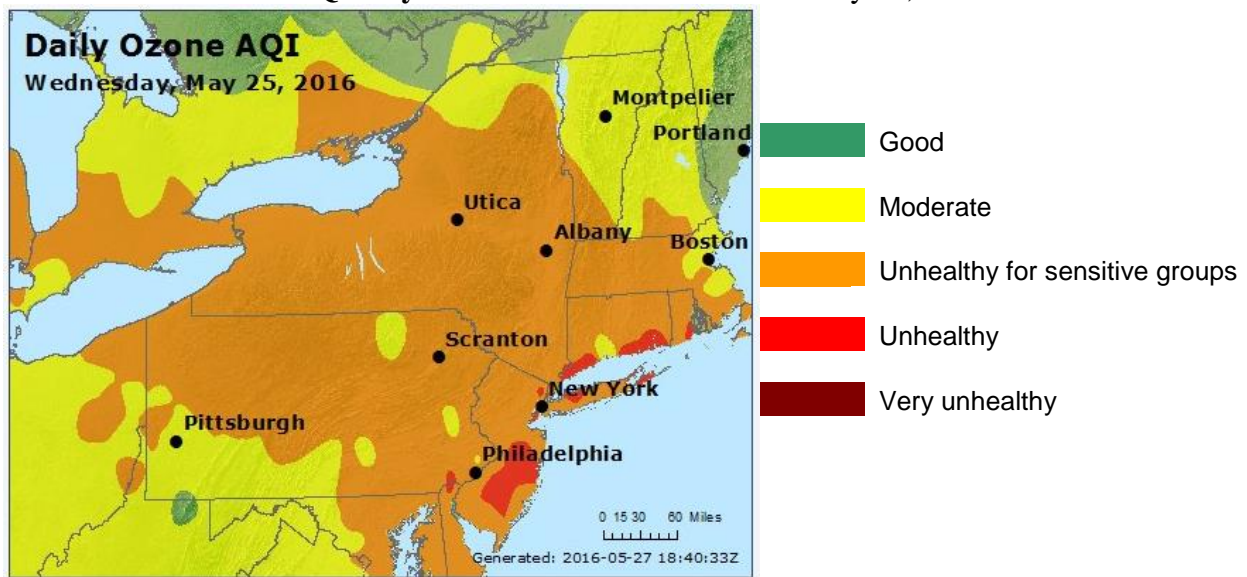 Daily Ozone AQI
Wednesday, May 25, 2016
Montpelier
Portland
Utica
Albany
Boston
Scranton
New York
Pittsburgh
Philadelphia
0 15 30 60 Miles
Generated: 2016-05-27 18:40:33Z
Good
Moderate
Unhealthy for sensitive groups
Unhealthy
Very unhealthy